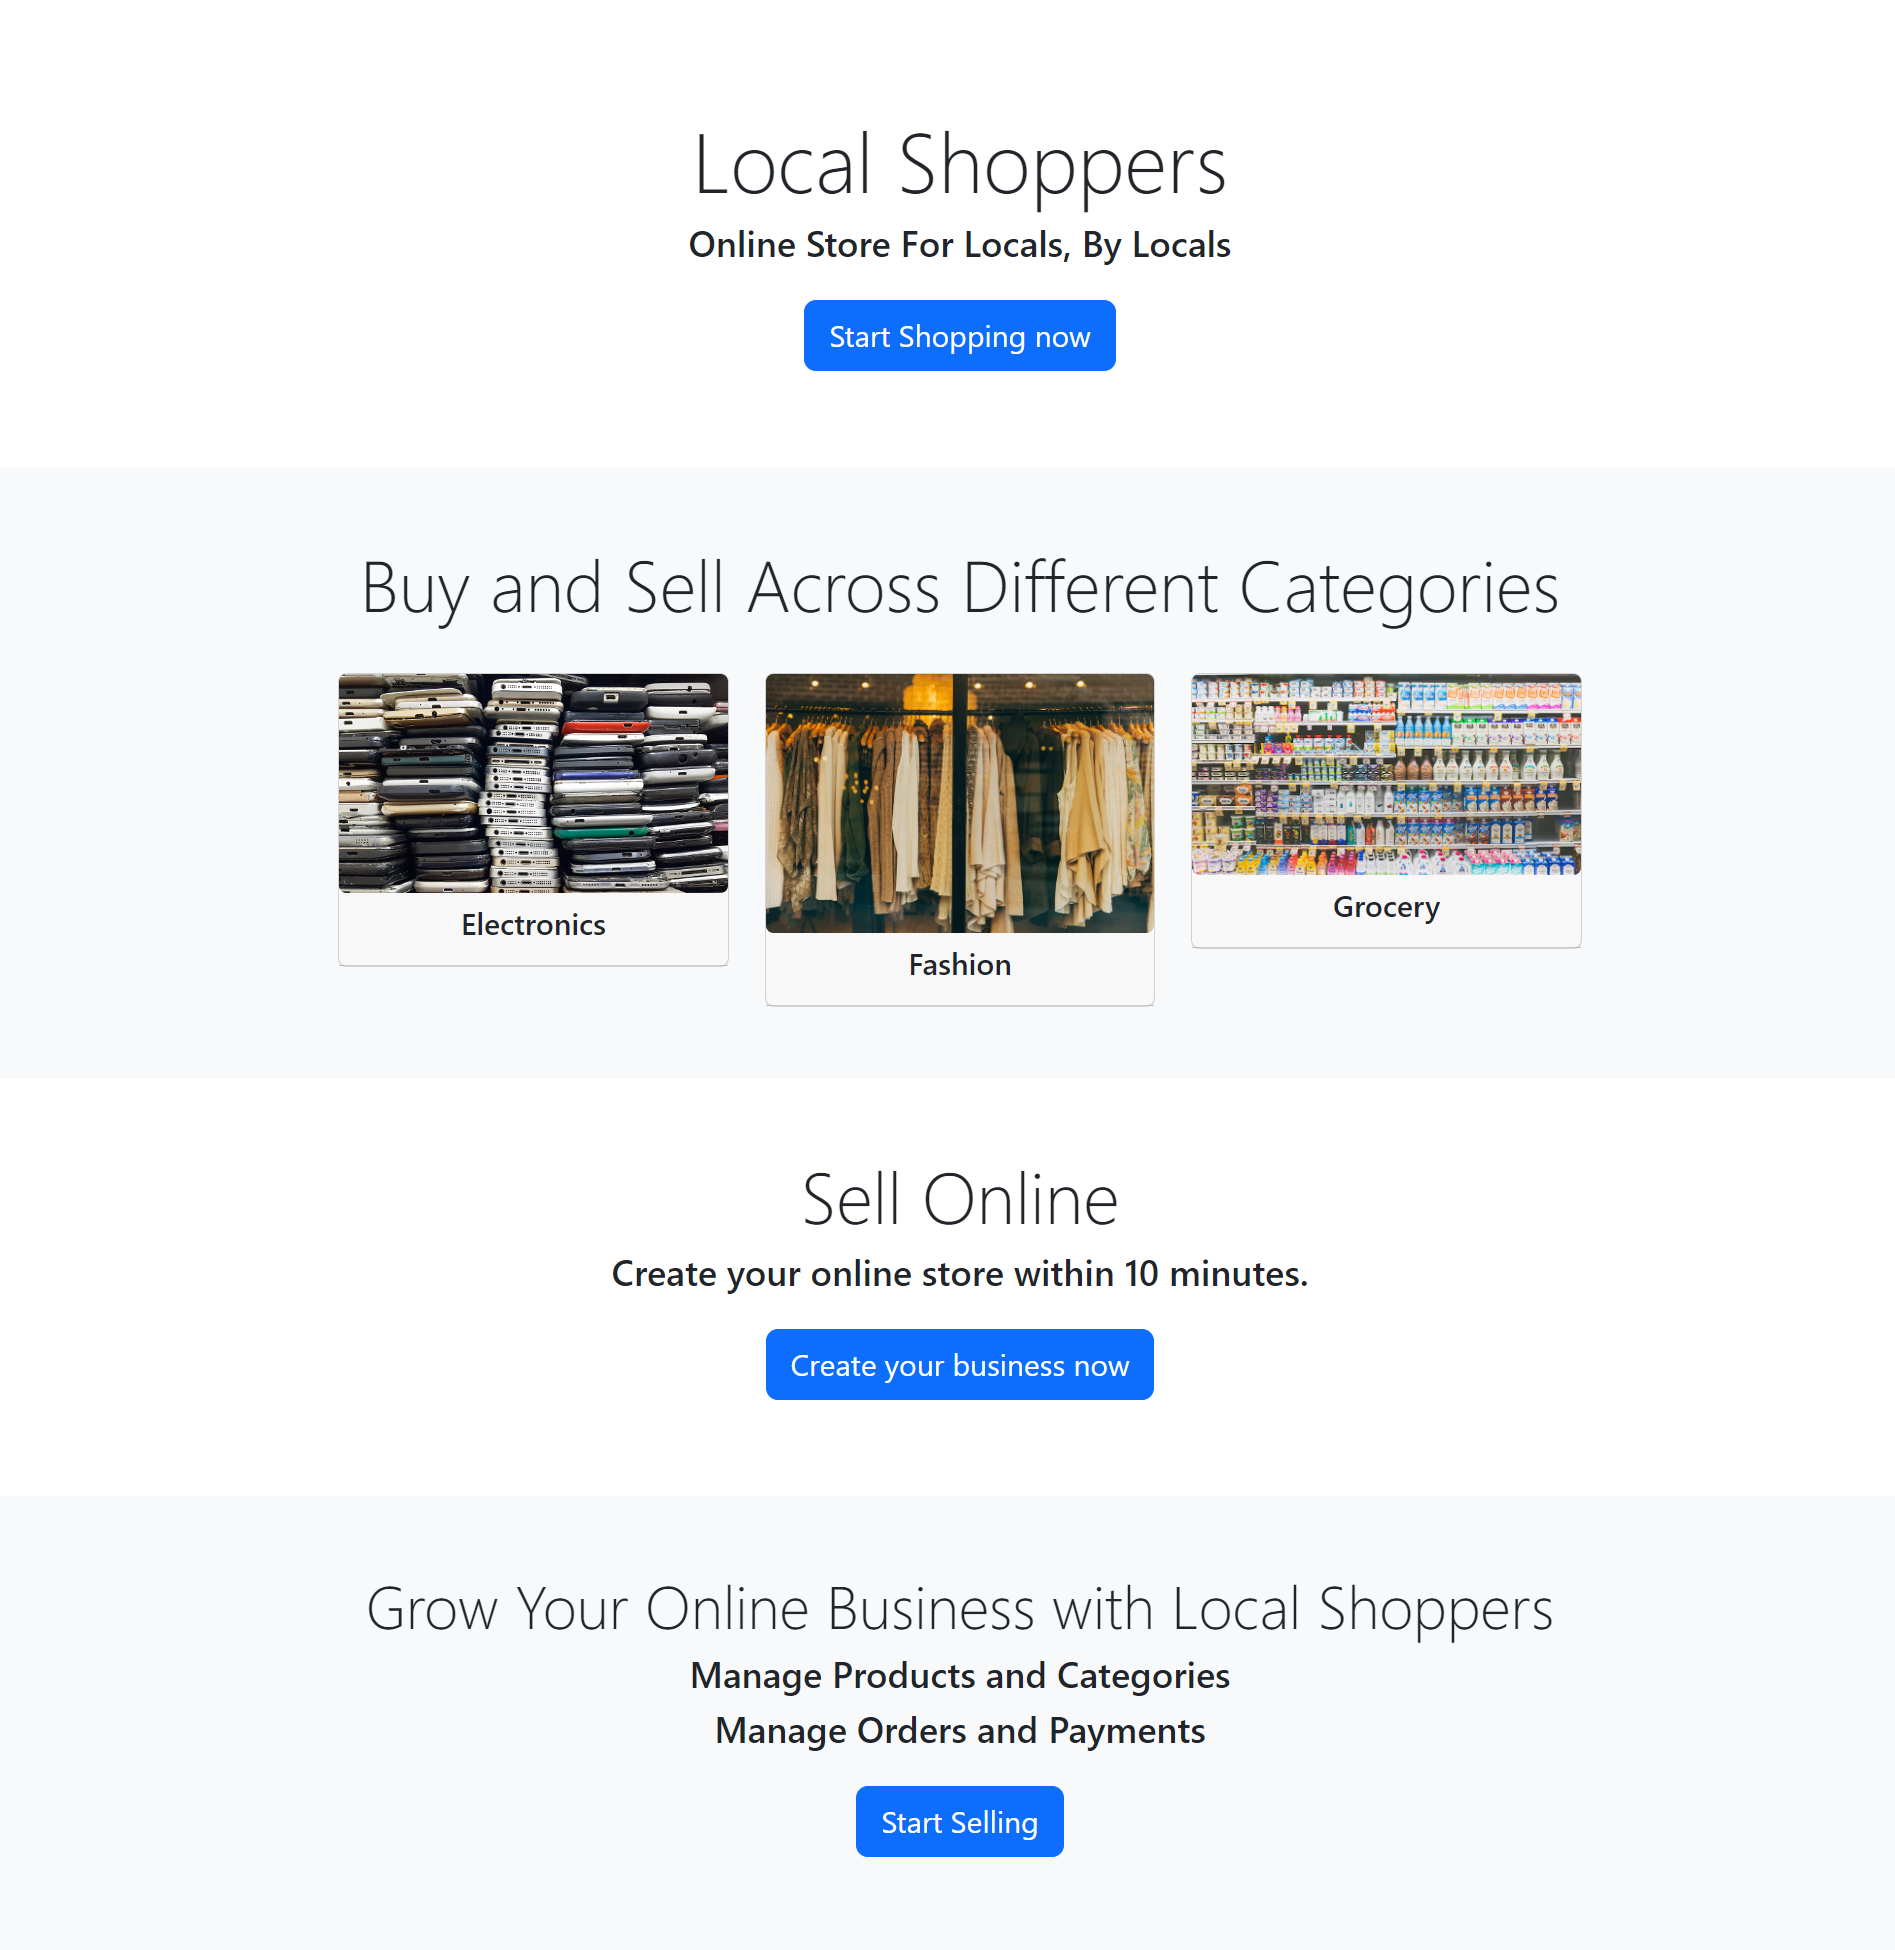 Local Shoppers
Online Store For Locals, By Locals
Start Shopping now
Buy and Sell Across Different Categories
Electronics
Fashion
Grocery
Sell Online
Create your online store within 10 minutes.
Create your business now
Grow Your Online Business with Local Shoppers
Manage Products and Categories
Manage Orders and Payments
Start Selling